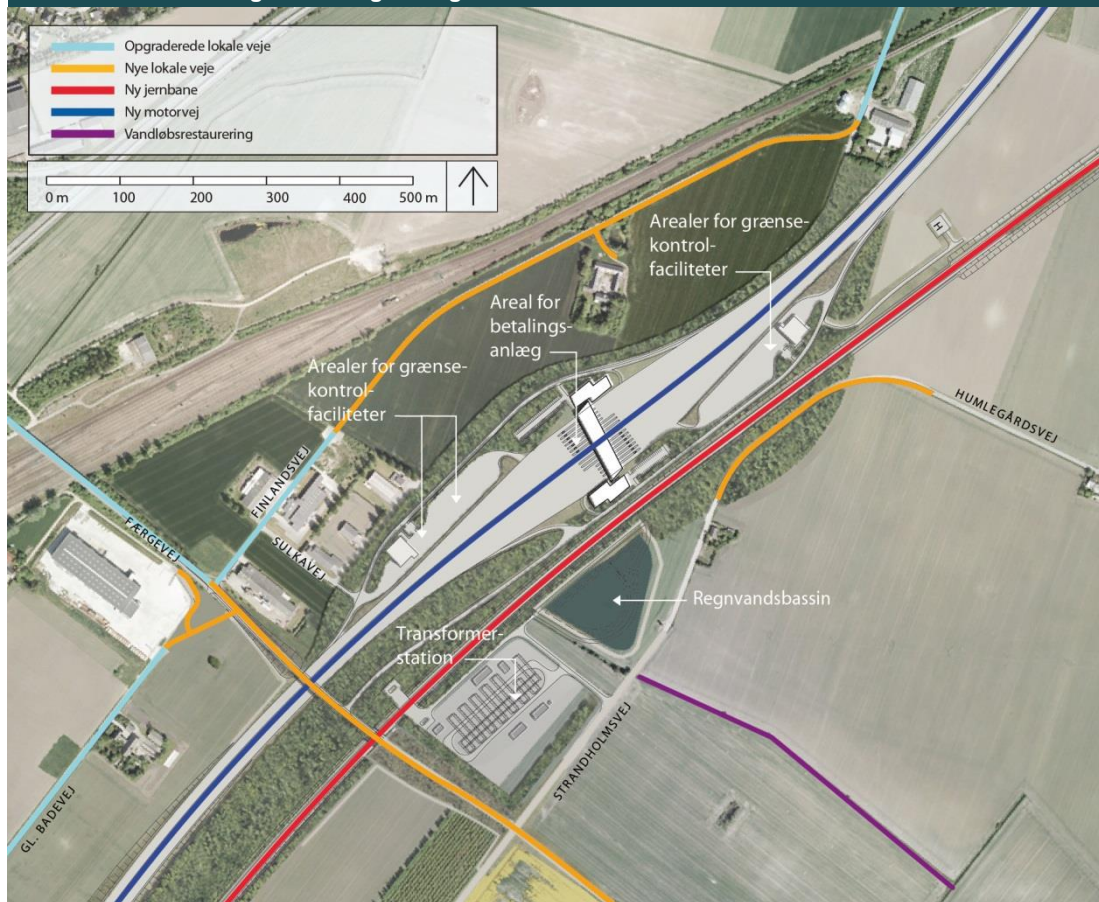 Opgraderede lokale veje
Nye lokale veje
Ny jernbane
Ny motorvej
Vandløbsrestaurering
0 m 100 200 300 400 500 m
Arealer for grænse-
kontrol-
faciliteter
H
Areal for
betalings-
anlæg
Arealer for grænse-
kontrol-
faciliteter
HUMLEGÅRDSVEJ
FINLANDSVEJ
FÆRGEVEJ
SULKAVEJ
Regnvandsbassin
Transformer-
station
STRANDHOLMSVEJ
GL. BADEVEJ